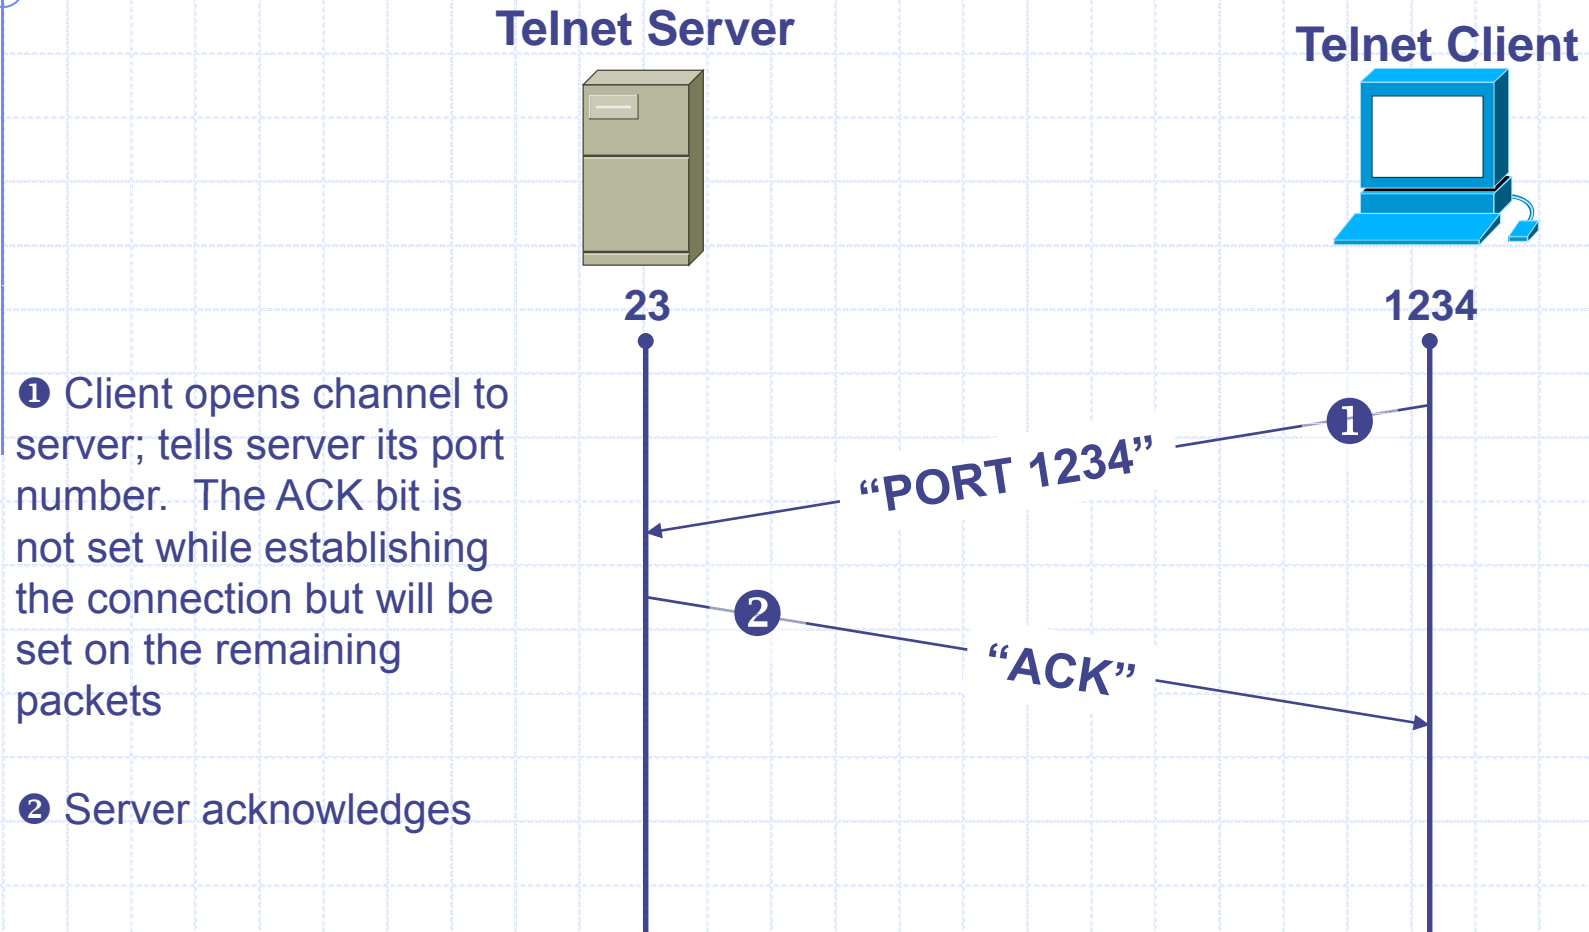 Telnet Server
Telnet Client
23
1234
❶ Client opens channel to
server; tells server its port
number. The ACK bit is
not set while establishing
the connection but will be
set on the remaining
packets
❷ Server acknowledges
❶
“PORT 1234”
❷
“ACK”